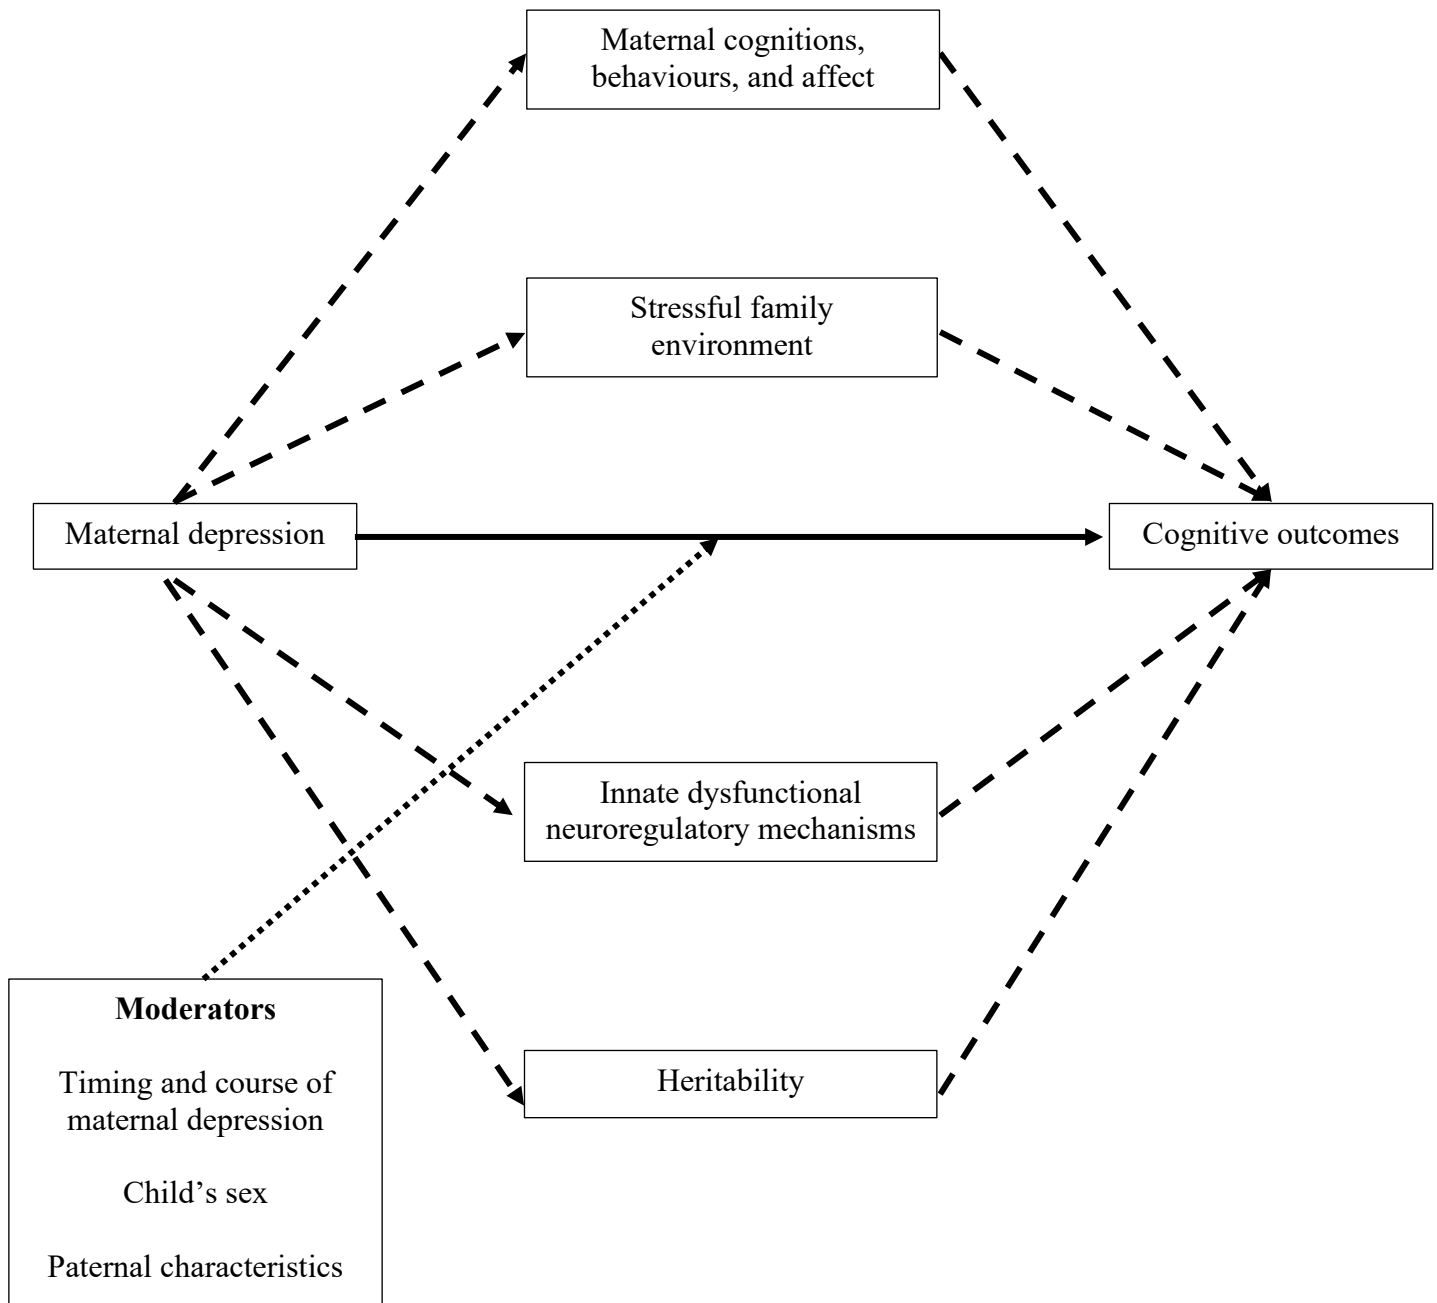 Maternal cognitions,
behaviours, and affect
Stressful family
environment
Maternal depression
Cognitive outcomes
Innate dysfunctional
neuroregulatory mechanisms
Heritability
Moderators
Timing and course of
maternal depression
Child’s sex
Paternal characteristics